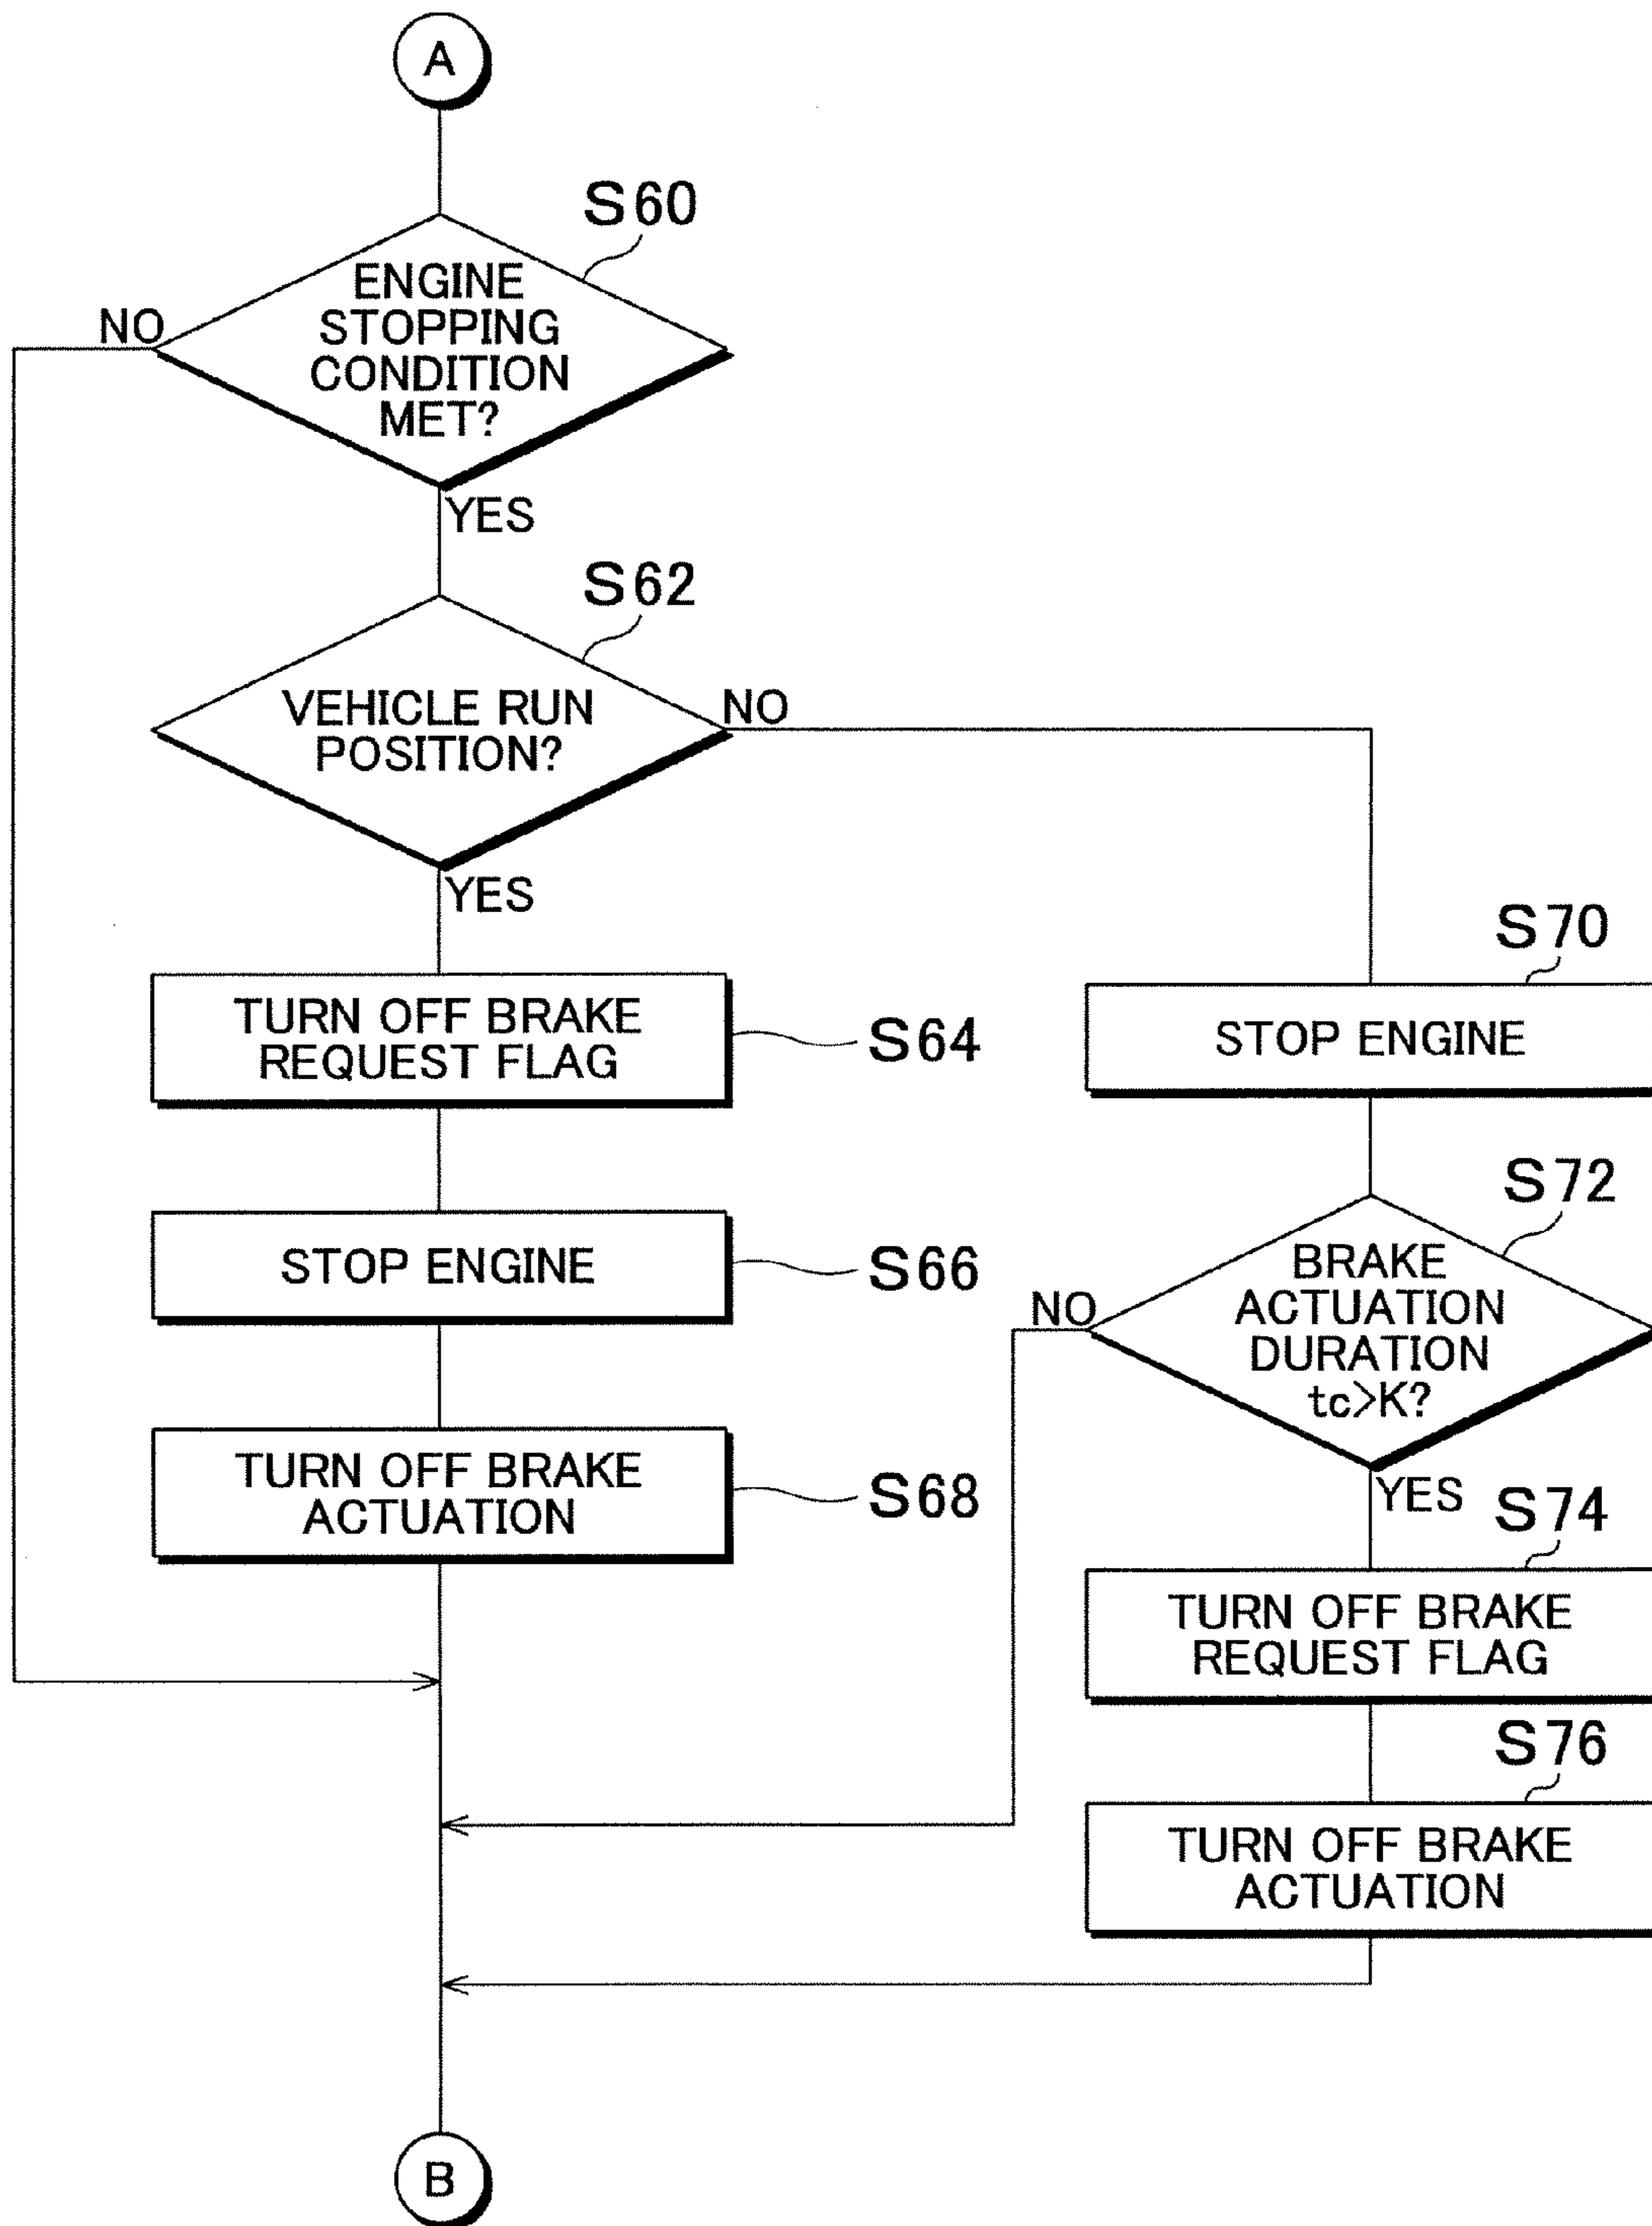 A
S60
ENGINE
STOPPING
CONDITION
MET?
NO
YES
S62
VEHICLE RUN
POSITION?
NO
YES
TURN OFF BRAKE
REQUEST FLAG
S64
STOP ENGINE
S66
TURN OFF BRAKE
ACTUATION
S68
S70
STOP ENGINE
S72
BRAKE
ACTUATION
DURATION
tc>K?
NO
YES
S74
TURN OFF BRAKE
REQUEST FLAG
S76
TURN OFF BRAKE
ACTUATION
B